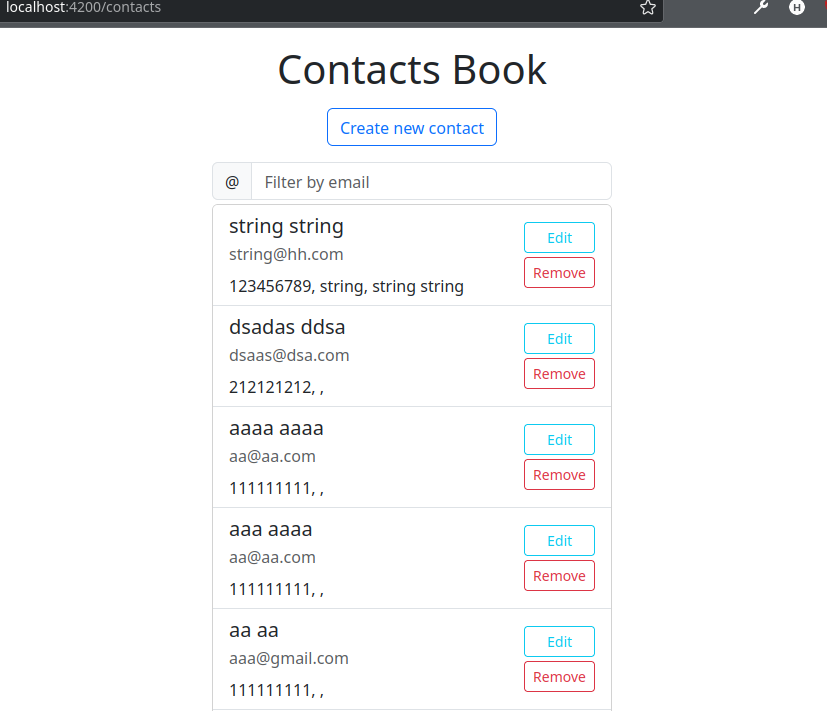 localhost:4200/contacts
H
Contacts Book
Create new contact
@ Filter by email
string string
string@hh.com
123456789, string, string string
Edit
Remove
dsadas ddsa
dsaas@dsa.com
212121212, ,
Edit
Remove
aaaa aaaa
aa@aa.com
111111111, ,
Edit
Remove
aaa aaaa
aa@aa.com
111111111, ,
Edit
Remove
aa aa
aaa@gmail.com
111111111, ,
Edit
Remove